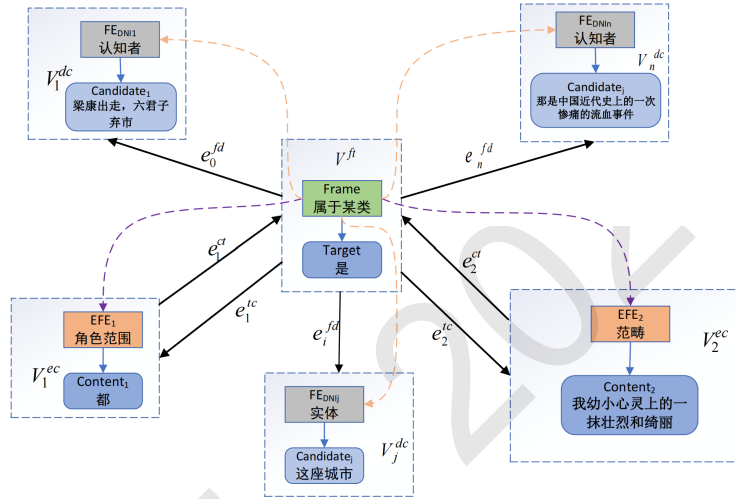 FE_DNI1
认知者
V_1^dc
Candidate_1
梁康出走，六君子
弃市
FE_DNIn
认知者
V_n^dc
Candidate_j
那是中国近代史上的一次
惨痛的流血事件
e_0^fd
V^ft
e_n^fd
Frame
属于某类
Target
是
e_1^ct
e_2^ct
e_1^tc
e_i^fd
e_2^tc
EFE_1
角色范围
V_1^ec
Content_1
都
FE_DNIj
实体
V_j^dc
Candidate_j
这座城市
EFE_2
范畴
V_2^ec
Content_2
我幼小心灵上的一
抹壮烈和绮丽